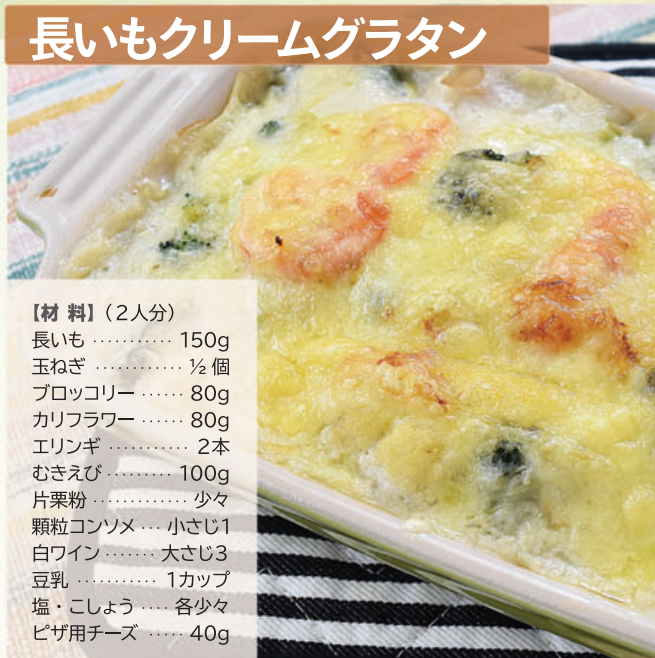 長いもクリームグラタン
【材 料】（２人分）
長いも ··········· 150g
玉ねぎ ············ ½ 個
ブロッコリー ······ 80g
カリフラワー ······ 80g
エリンギ ··········· 2本
むきえび ········· 100g
片栗粉 ············· 少々
顆粒コンソメ ··· 小さじ1
白ワイン ······· 大さじ3
豆乳 ··········· 1カップ
塩・こしょう ···· 各少々
ピザ用チーズ ····· 40g